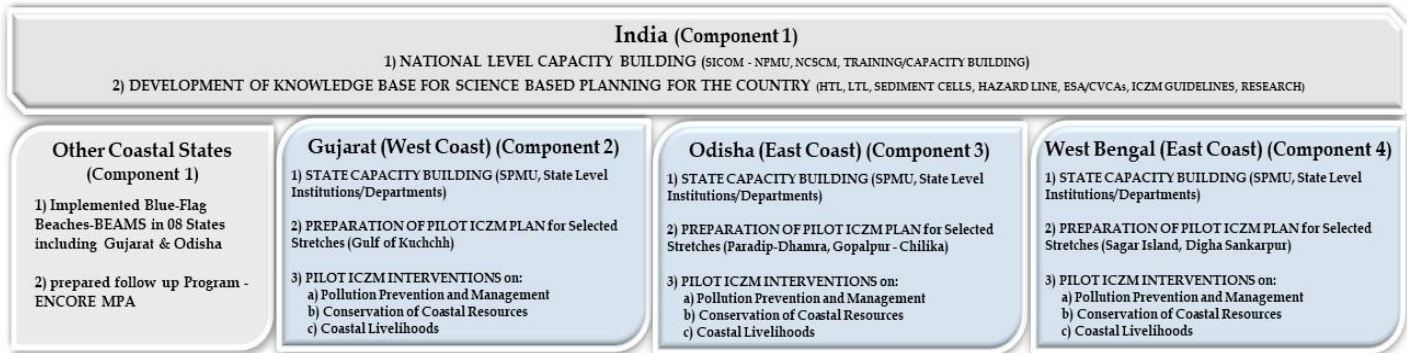 India (Component 1)
1) NATIONAL LEVEL CAPACITY BUILDING (SICOM - NPMU, NCSCM, TRAINING/CAPACITY BUILDING)
2) DEVELOPMENT OF KNOWLEDGE BASE FOR SCIENCE BASED PLANNING FOR THE COUNTRY (HTL, LTL, SEDIMENT CELLS, HAZARD LINE, ESA/CVCAs, ICZM GUIDELINES, RESEARCH)
Other Coastal States
(Component 1)
1) Implemented Blue-Flag
Beaches-BEAMS in 08 States
including Gujarat & Odisha
2) prepared follow up Program -
ENCORE MPA
Gujarat (West Coast) (Component 2)
1) STATE CAPACITY BUILDING (SPMU, State Level
Institutions/Departments)
2) PREPARATION OF PILOT ICZM PLAN for Selected
Stretches (Gulf of Kuchchh)
3) PILOT ICZM INTERVENTIONS on:
a) Pollution Prevention and Management
b) Conservation of Coastal Resources
c) Coastal Livelihoods
Odisha (East Coast) (Component 3)
1) STATE CAPACITY BUILDING (SPMU, State Level
Institutions/Departments)
2) PREPARATION OF PILOT ICZM PLAN for Selected
Stretches (Paradip-Dhamra, Gopalpur - Chilika)
3) PILOT ICZM INTERVENTIONS on:
a) Pollution Prevention and Management
b) Conservation of Coastal Resources
c) Coastal Livelihoods
West Bengal (East Coast) (Component 4)
1) STATE CAPACITY BUILDING (SPMU, State Level
Institutions/Departments)
2) PREPARATION OF PILOT ICZM PLAN for Selected
Stretches (Sagar Island, Digha Sankarpur)
3) PILOT ICZM INTERVENTIONS on:
a) Pollution Prevention and Management
b) Conservation of Coastal Resources
c) Coastal Livelihoods